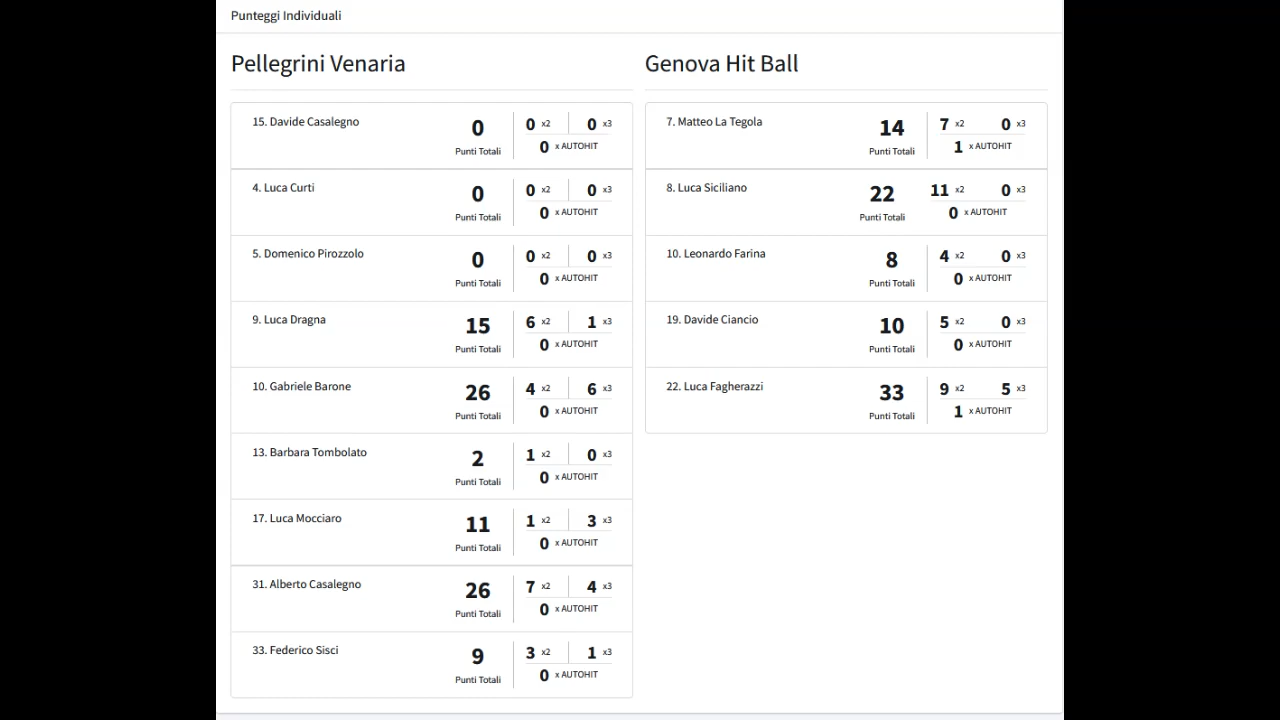 Punteggi Individuali
Pellegrini Venaria
15. Davide Casalegno
0
Punti Totali
0 x2
0 x3
0 x AUTOHIT
4. Luca Curti
0
Punti Totali
0 x2
0 x3
0 x AUTOHIT
5. Domenico Pirozzolo
0
Punti Totali
0 x2
0 x3
0 x AUTOHIT
9. Luca Dragna
15
Punti Totali
6 x2
1 x3
0 x AUTOHIT
10. Gabriele Barone
26
Punti Totali
4 x2
6 x3
0 x AUTOHIT
13. Barbara Tombolato
2
Punti Totali
1 x2
0 x3
0 x AUTOHIT
17. Luca Mocciaro
11
Punti Totali
1 x2
3 x3
0 x AUTOHIT
31. Alberto Casalegno
26
Punti Totali
7 x2
4 x3
0 x AUTOHIT
33. Federico Sisci
9
Punti Totali
3 x2
1 x3
0 x AUTOHIT
Genova Hit Ball
7. Matteo La Tegola
14
Punti Totali
7 x2
0 x3
1 x AUTOHIT
8. Luca Siciliano
22
Punti Totali
11 x2
0 x3
0 x AUTOHIT
10. Leonardo Farina
8
Punti Totali
4 x2
0 x3
0 x AUTOHIT
19. Davide Ciancio
10
Punti Totali
5 x2
0 x3
0 x AUTOHIT
22. Luca Fagherazzi
33
Punti Totali
9 x2
5 x3
1 x AUTOHIT